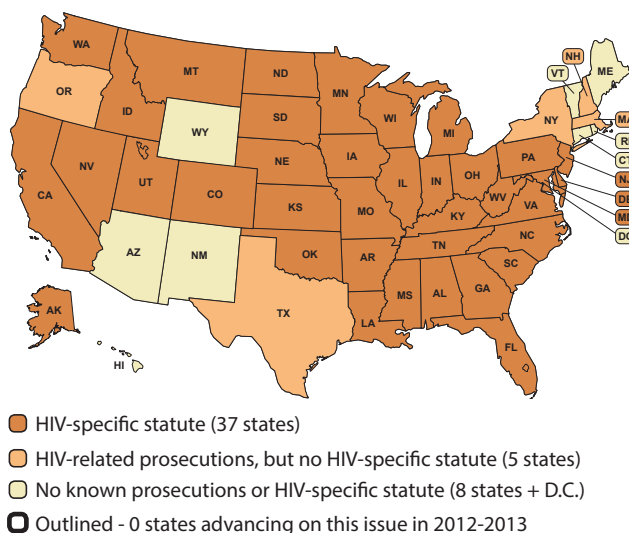 WA
MT
ND
MN
NH
VT
ME
OR
ID
WY
SD
WI
MI
NY
MA
NV
NE
IA
PA
CA
UT
CO
KS
MO
IL
IN
OH
WV
VA
KY
AZ
NM
OK
AR
TN
NC
SC
TX
LA
MS
AL
GA
FL
AK
HI
HIV-specific statute (37 states)
HIV-related prosecutions, but no HIV-specific statute (5 states)
No known prosecutions or HIV-specific statute (8 states + D.C.)
Outlined - 0 states advancing on this issue in 2012-2013